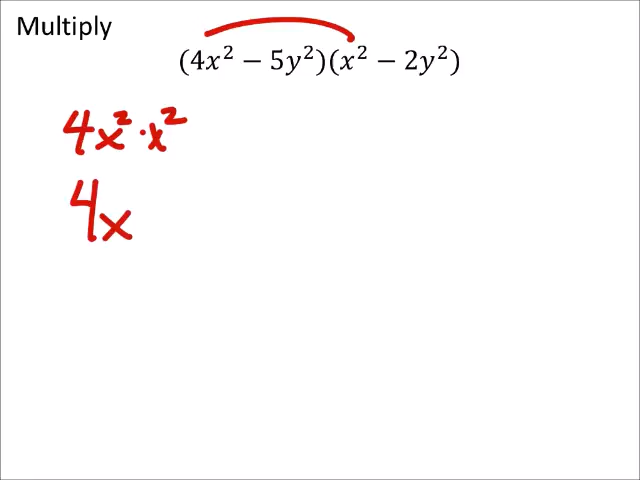 Multiply
(4x² − 5y²)(x² − 2y²)
4x² · x²
4x